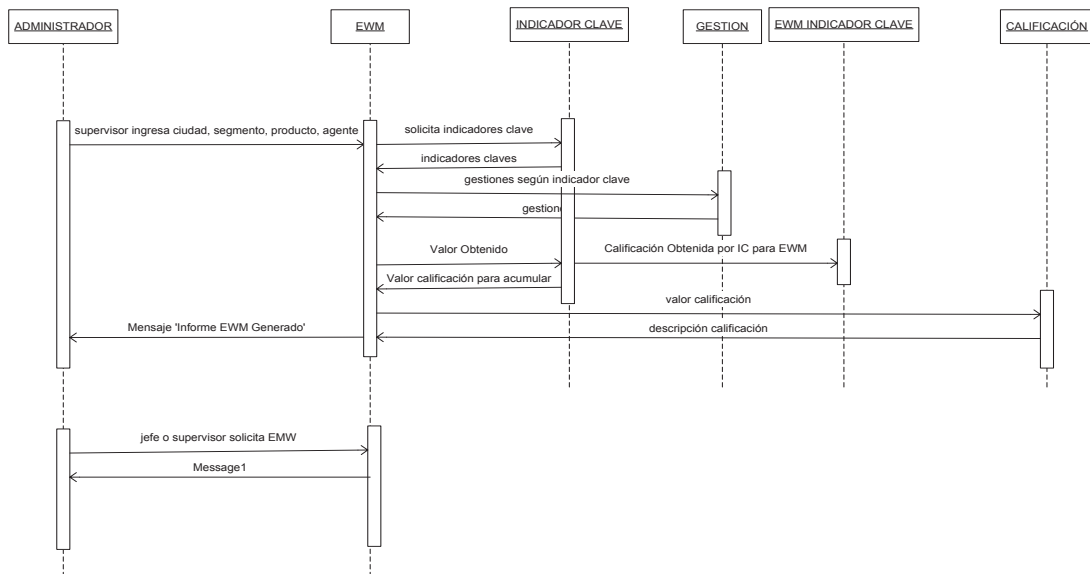 ADMINISTRADOR
EWM
INDICADOR CLAVE
GESTION
EWM INDICADOR CLAVE
CALIFICACIÓN
supervisor ingresa ciudad, segmento, producto, agente
solicita indicadores clave
indicadores claves
gestiones según indicador clave
gestione
Valor Obtenido
Calificación Obtenida por IC para EWM
Valor calificación para acumular
valor calificación
Mensaje 'Informe EWM Generado'
descripción calificación
jefe o supervisor solicita EMW
Message1